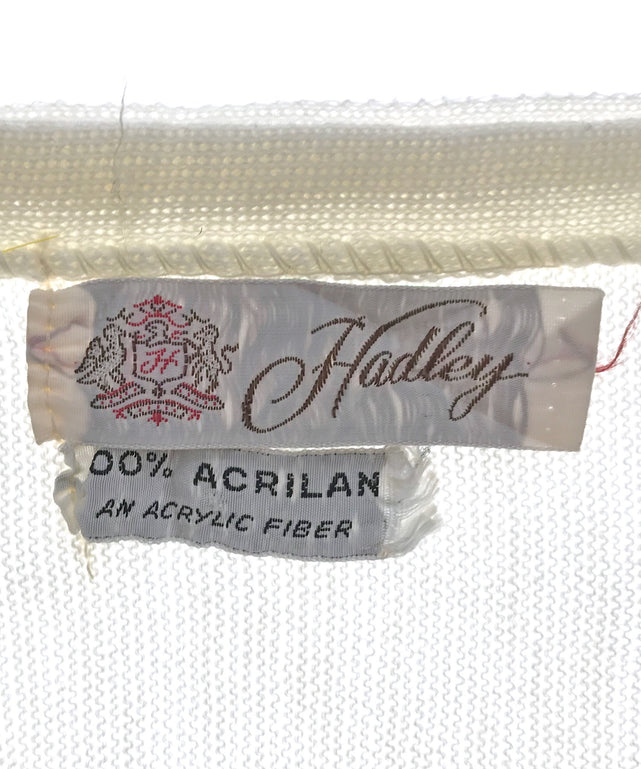 H
Hadley
00% ACRILAN
AN ACRYLIC FIBER